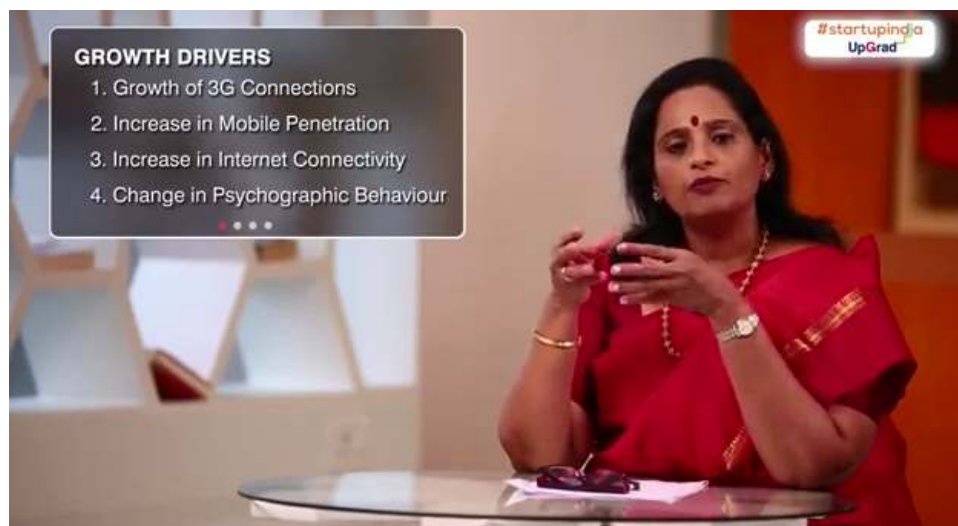 GROWTH DRIVERS
1. Growth of 3G Connections
2. Increase in Mobile Penetration
3. Increase in Internet Connectivity
4. Change in Psychographic Behaviour
#startupindia
UpGrad